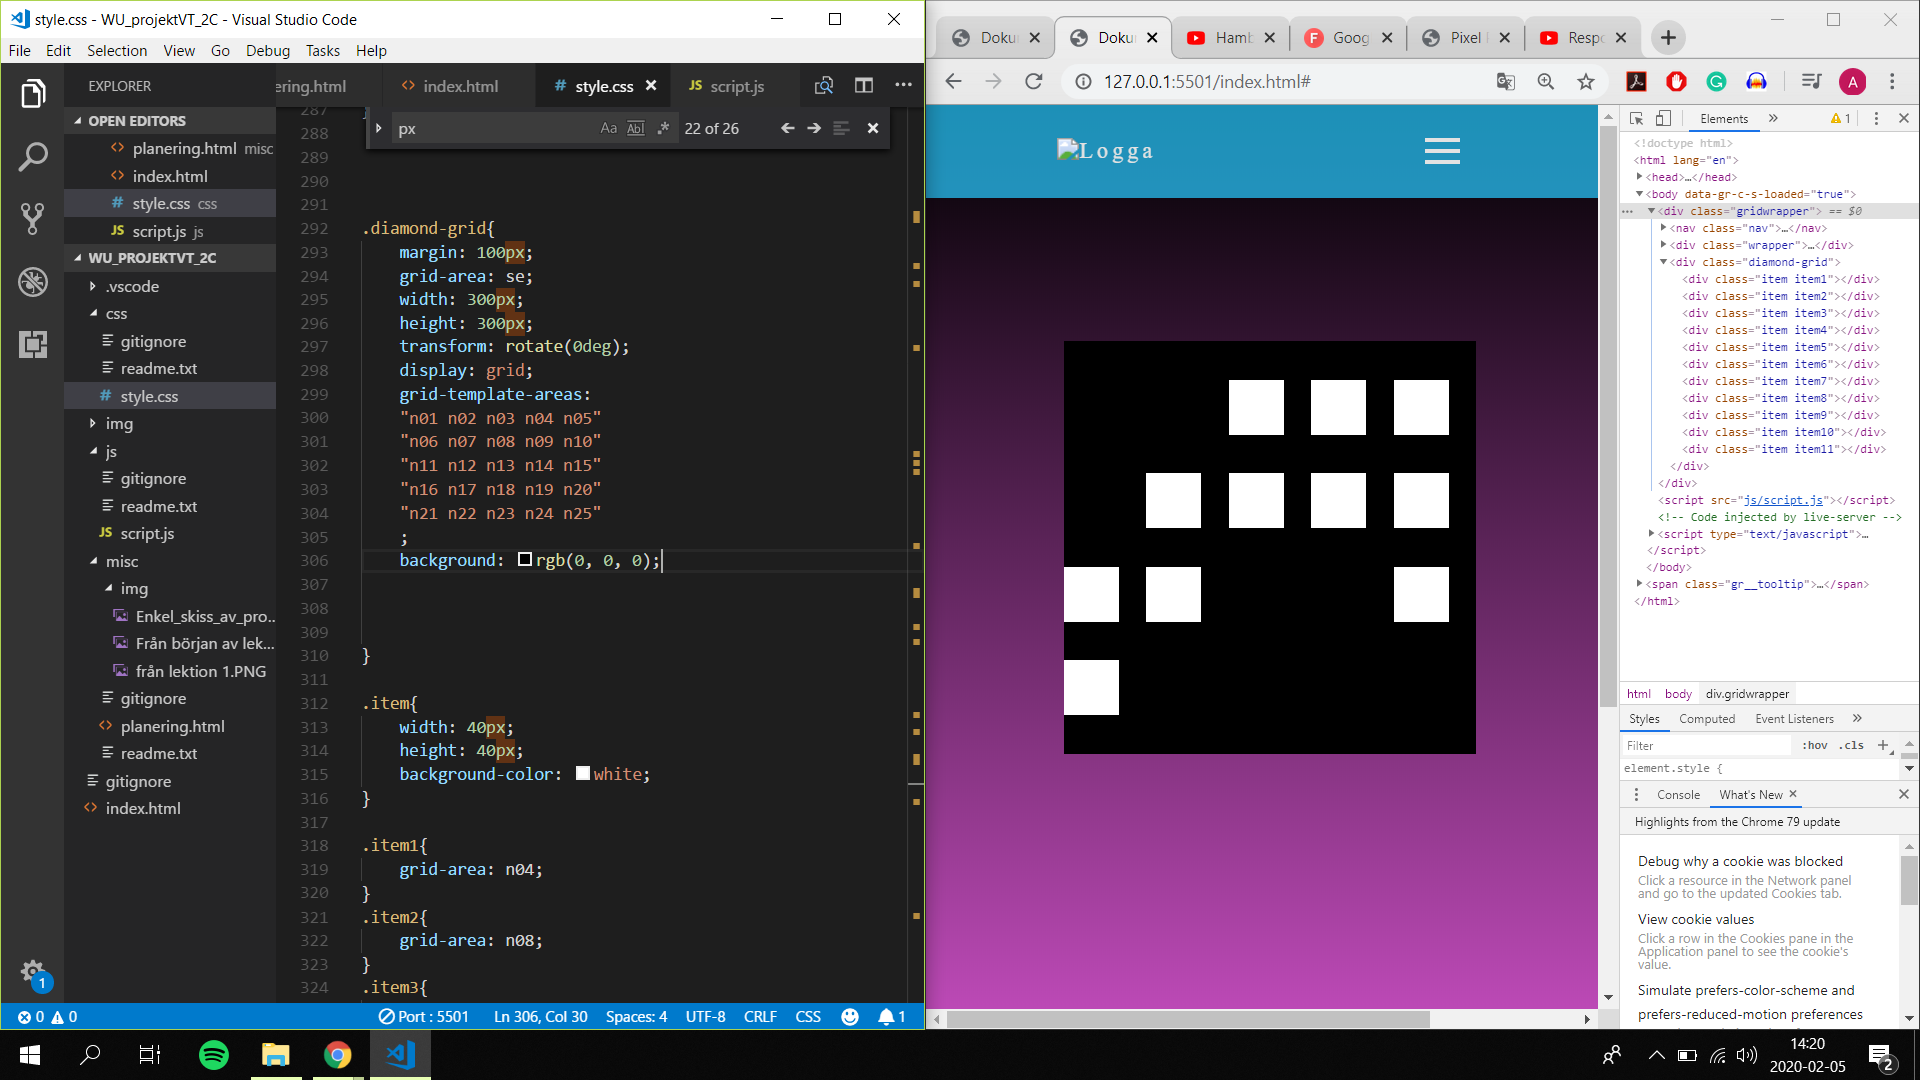 style.css - WU_projektVT_2C - Visual Studio Code
File Edit Selection View Go Debug Tasks Help
EXPLORER
OPEN EDITORS
planering.html misc
index.html
style.css css
script.js js
WU_PROJEKTVT_2C
.vscode
css
gitignore
readme.txt
style.css
img
js
gitignore
readme.txt
script.js
misc
img
Enkel_skiss_av_pro...
Från början av lek...
från lektion 1.PNG
gitignore
planering.html
readme.txt
gitignore
index.html
1
ering.html index.html style.css script.js
px Aa Abl .* 22 of 26
287
288
289
290
291
292 .diamond-grid{
293 margin: 100px;
294 grid-area: se;
295 width: 300px;
296 height: 300px;
297 transform: rotate(0deg);
298 display: grid;
299 grid-template-areas:
300 "n01 n02 n03 n04 n05"
301 "n06 n07 n08 n09 n10"
302 "n11 n12 n13 n14 n15"
303 "n16 n17 n18 n19 n20"
304 "n21 n22 n23 n24 n25"
305 ;
306 background: rgb(0, 0, 0);
307
308
309
310 }
311
312 .item{
313 width: 40px;
314 height: 40px;
315 background-color: white;
316 }
317
318 .item1{
319 grid-area: n04;
320 }
321 .item2{
322 grid-area: n08;
323 }
324 .item3{
0 0 Port : 5501 Ln 306, Col 30 Spaces: 4 UTF-8 CRLF CSS 1
Doku Doku Hamb Goog Pixel Respo
127.0.0.1:5501/index.html#
A
Logga
Elements 1
<!doctype html>
<html lang="en">
<head>…</head>
<body data-gr-c-s-loaded="true">
<div class="gridwrapper"> == $0
<nav class="nav">…</nav>
<div class="wrapper">…</div>
<div class="diamond-grid">
<div class="item item1"></div>
<div class="item item2"></div>
<div class="item item3"></div>
<div class="item item4"></div>
<div class="item item5"></div>
<div class="item item6"></div>
<div class="item item7"></div>
<div class="item item8"></div>
<div class="item item9"></div>
<div class="item item10"></div>
<div class="item item11"></div>
</div>
</div>
<script src="js/script.js"></script>
<!-- Code injected by live-server -->
<script type="text/javascript">…
</script>
</body>
<span class="gr__tooltip">…</span>
</html>
html body div.gridwrapper
Styles Computed Event Listeners
Filter :hov .cls +
element.style {
Console What's New
Highlights from the Chrome 79 update
Debug why a cookie was blocked
Click a resource in the Network panel
and go to the updated Cookies tab.
View cookie values
Click a row in the Cookies pane in the
Application panel to see the cookie's
value.
Simulate prefers-color-scheme and
prefers-reduced-motion preferences
14:20
2020-02-05
2